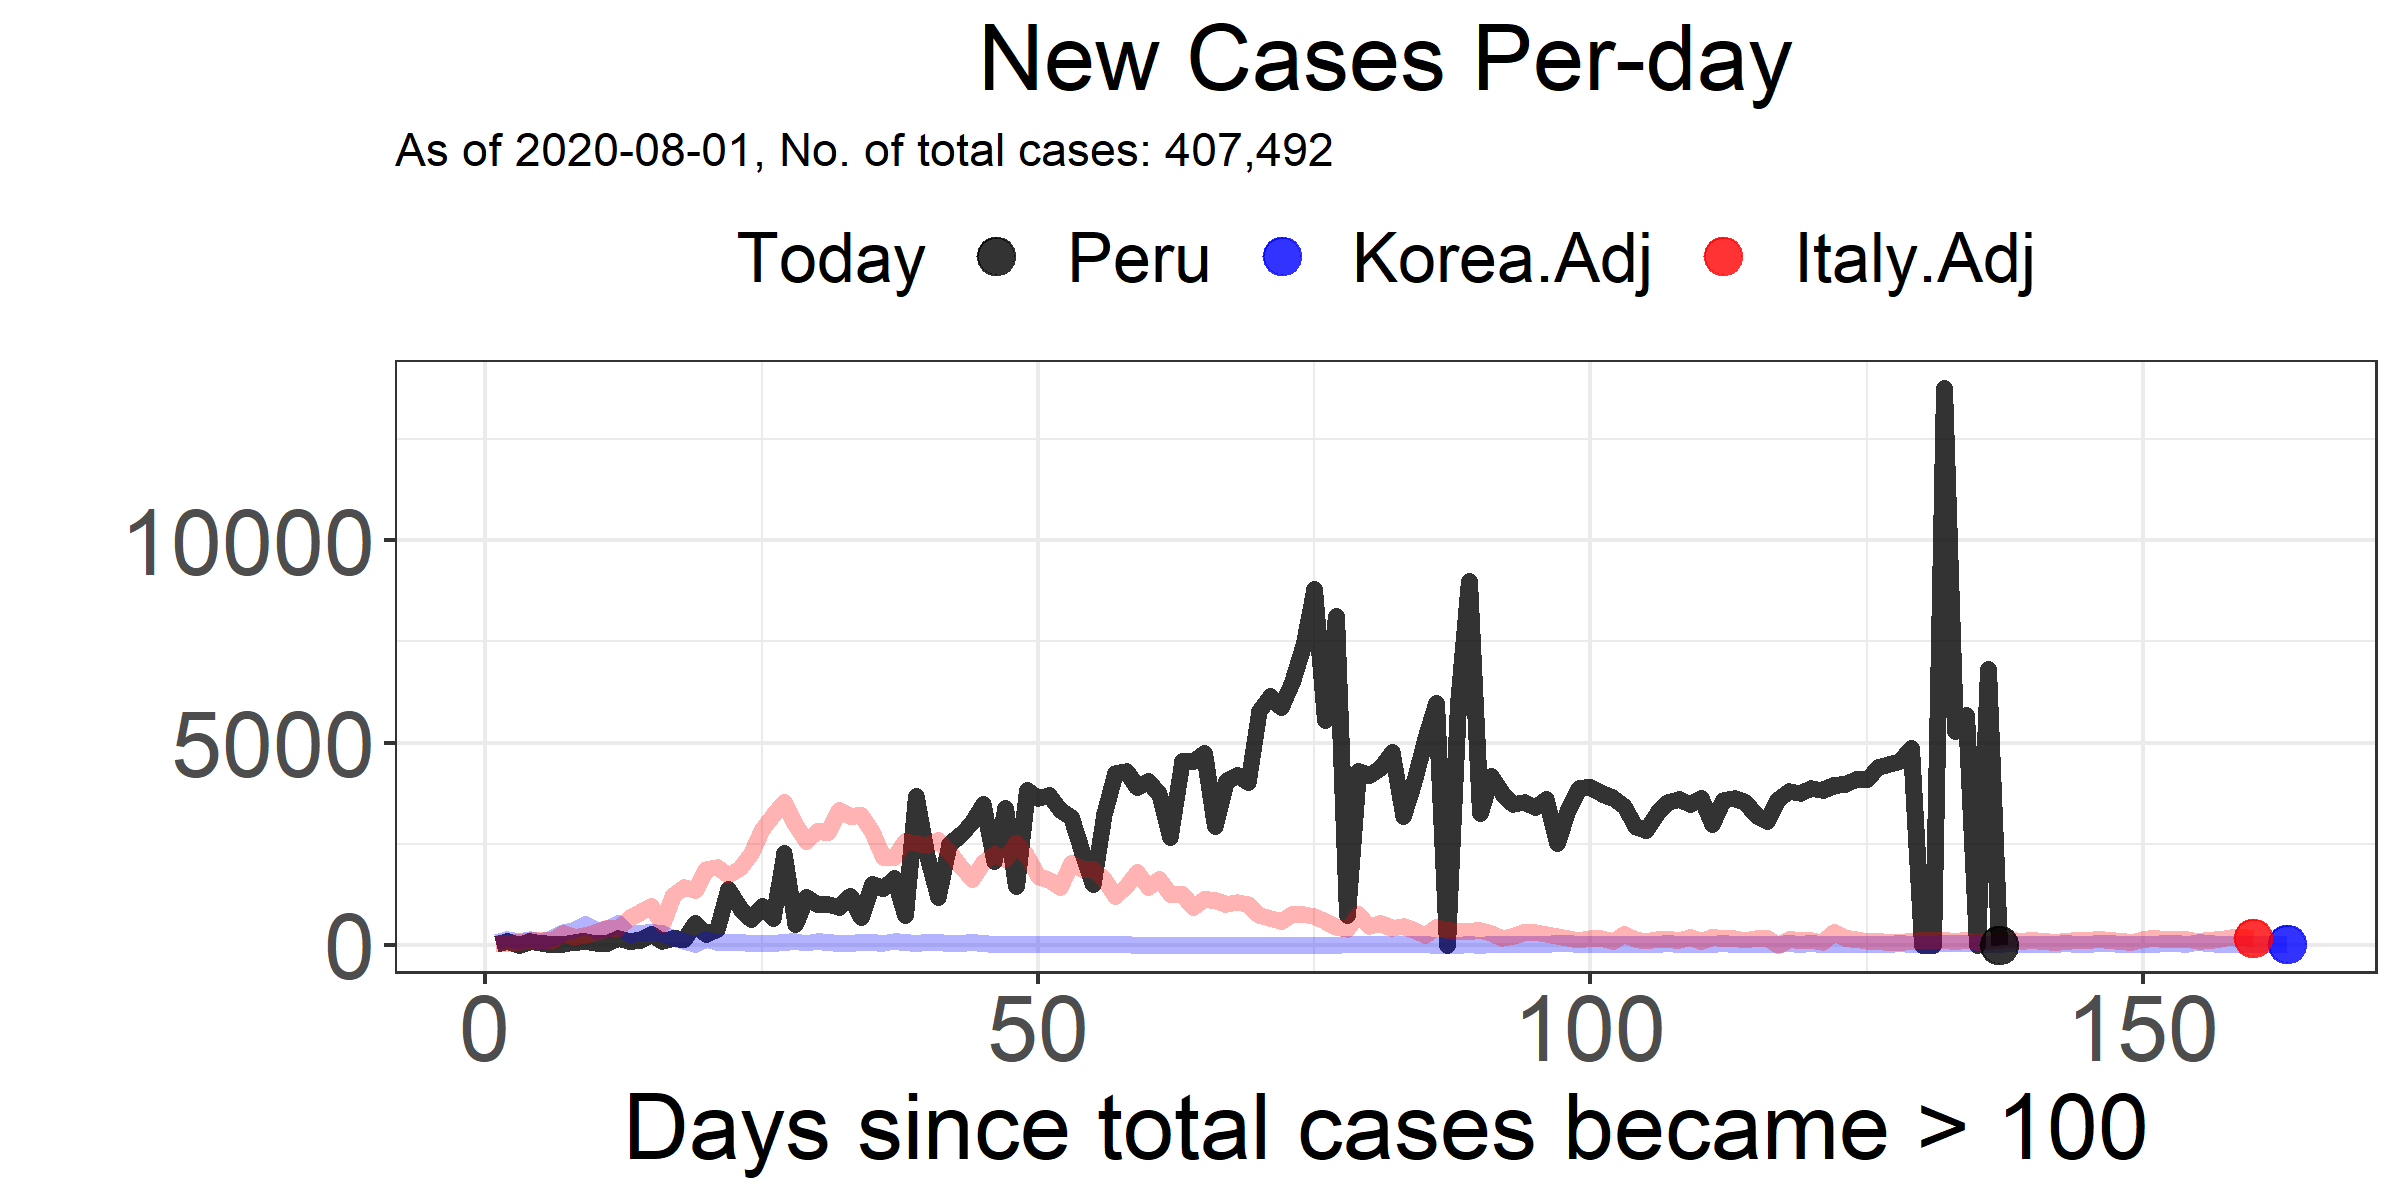 New Cases Per-day
As of 2020-08-01, No. of total cases: 407,492
Today Peru Korea.Adj Italy.Adj
10000
5000
0
0 50 100 150
Days since total cases became > 100